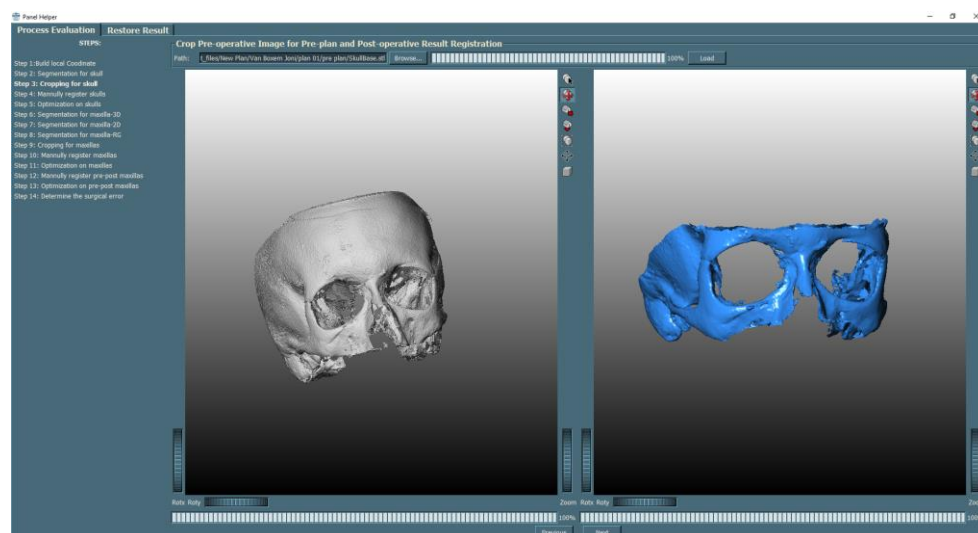 Panel Helper
Process Evaluation
Restore Result
STEPS:
Step 1:Build local Coodinate
Step 2: Segmentation for skull
Step 3: Cropping for skull
Step 4: Mannully register skulls
Step 5: Optimization on skulls
Step 6: Segmentation for maxilla-3D
Step 7: Segmentation for maxilla-2D
Step 8: Segmentation for maxilla-RG
Step 9: Cropping for maxillas
Step 10: Mannully register maxillas
Step 11: Optimization on maxillas
Step 12: Mannully register pre-post maxillas
Step 13: Optimization on pre-post maxillas
Step 14: Determine the surgical error
Crop Pre-operative Image for Pre-plan and Post-operative Result Registration
Path: l_files/New Plan/Van Boxem Joni/plan 01/pre plan/SkullBase.stl Browse... 100% Load
Rotx Roty Zoom Rotx Roty Zoom
100% 100%
Previous Next